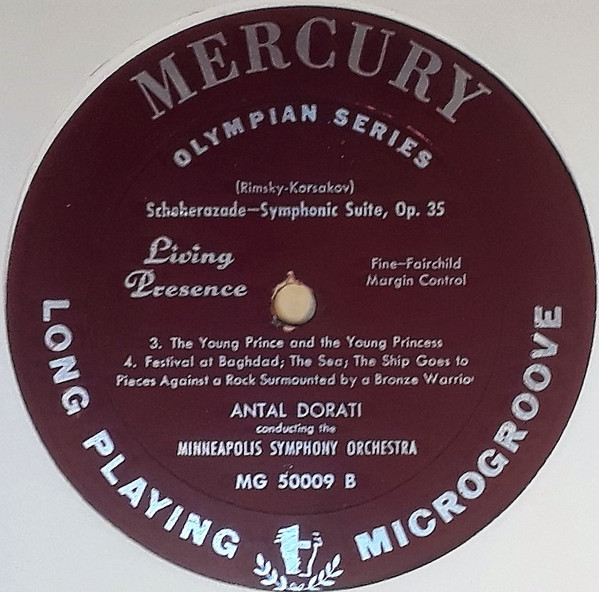 MERCURY
OLYMPIAN SERIES
(Rimsky-Korsakov)
Scheherazade—Symphonic Suite, Op. 35
Living
Presence
Fine—Fairchild
Margin Control
3. The Young Prince and the Young Princess
4. Festival at Baghdad; The Sea; The Ship Goes to
Pieces Against a Rock Surmounted by a Bronze Warrior
ANTAL DORATI
conducting the
MINNEAPOLIS SYMPHONY ORCHESTRA
MG 50009 B
LONG PLAYING MICROGROOVE